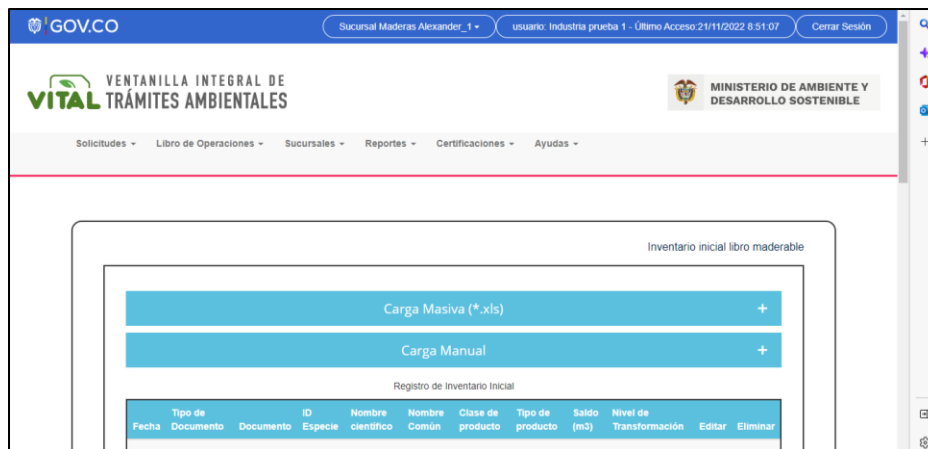 GOV.CO
Sucursal Maderas Alexander_1
usuario: Industria prueba 1 - Último Acceso:21/11/2022 8:51:07
Cerrar Sesión
VITAL
VENTANILLA INTEGRAL DE
TRÁMITES AMBIENTALES
MINISTERIO DE AMBIENTE Y
DESARROLLO SOSTENIBLE
Solicitudes
Libro de Operaciones
Sucursales
Reportes
Certificaciones
Ayudas
Inventario inicial libro maderable
Carga Masiva (*.xls) +
Carga Manual +
Registro de Inventario Inicial
Fecha
Tipo de
Documento
Documento
ID
Especie
Nombre
científico
Nombre
Común
Clase de
producto
Tipo de
producto
Saldo
(m3)
Nivel de
Transformación
Editar
Eliminar